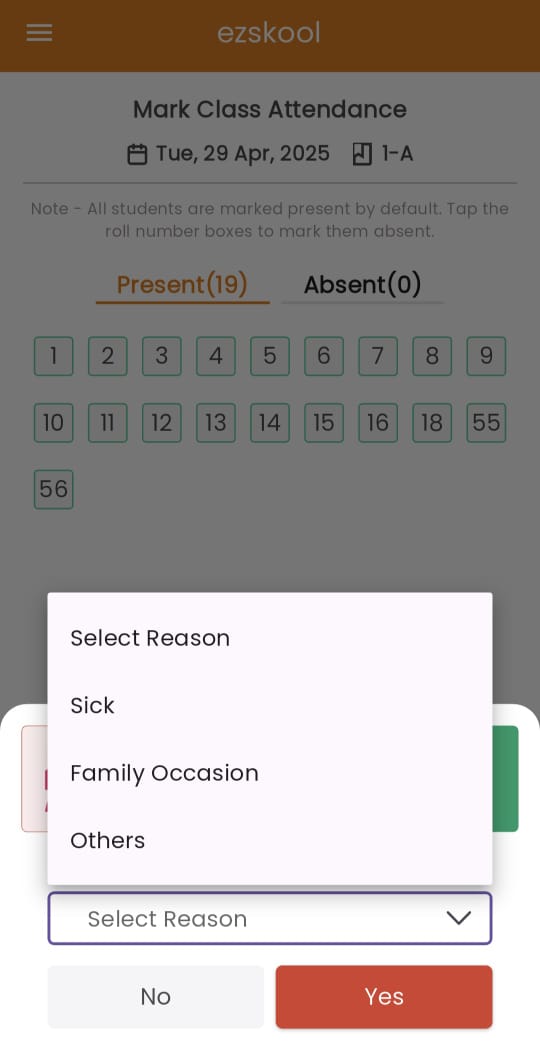 ezskool
Mark Class Attendance
Tue, 29 Apr, 2025 1-A
Note - All students are marked present by default. Tap the
roll number boxes to mark them absent.
Present(19) Absent(0)
1 2 3 4 5 6 7 8 9
10 11 12 13 14 15 16 18 55
56
Select Reason
Sick
Family Occasion
Others
Select Reason
No Yes